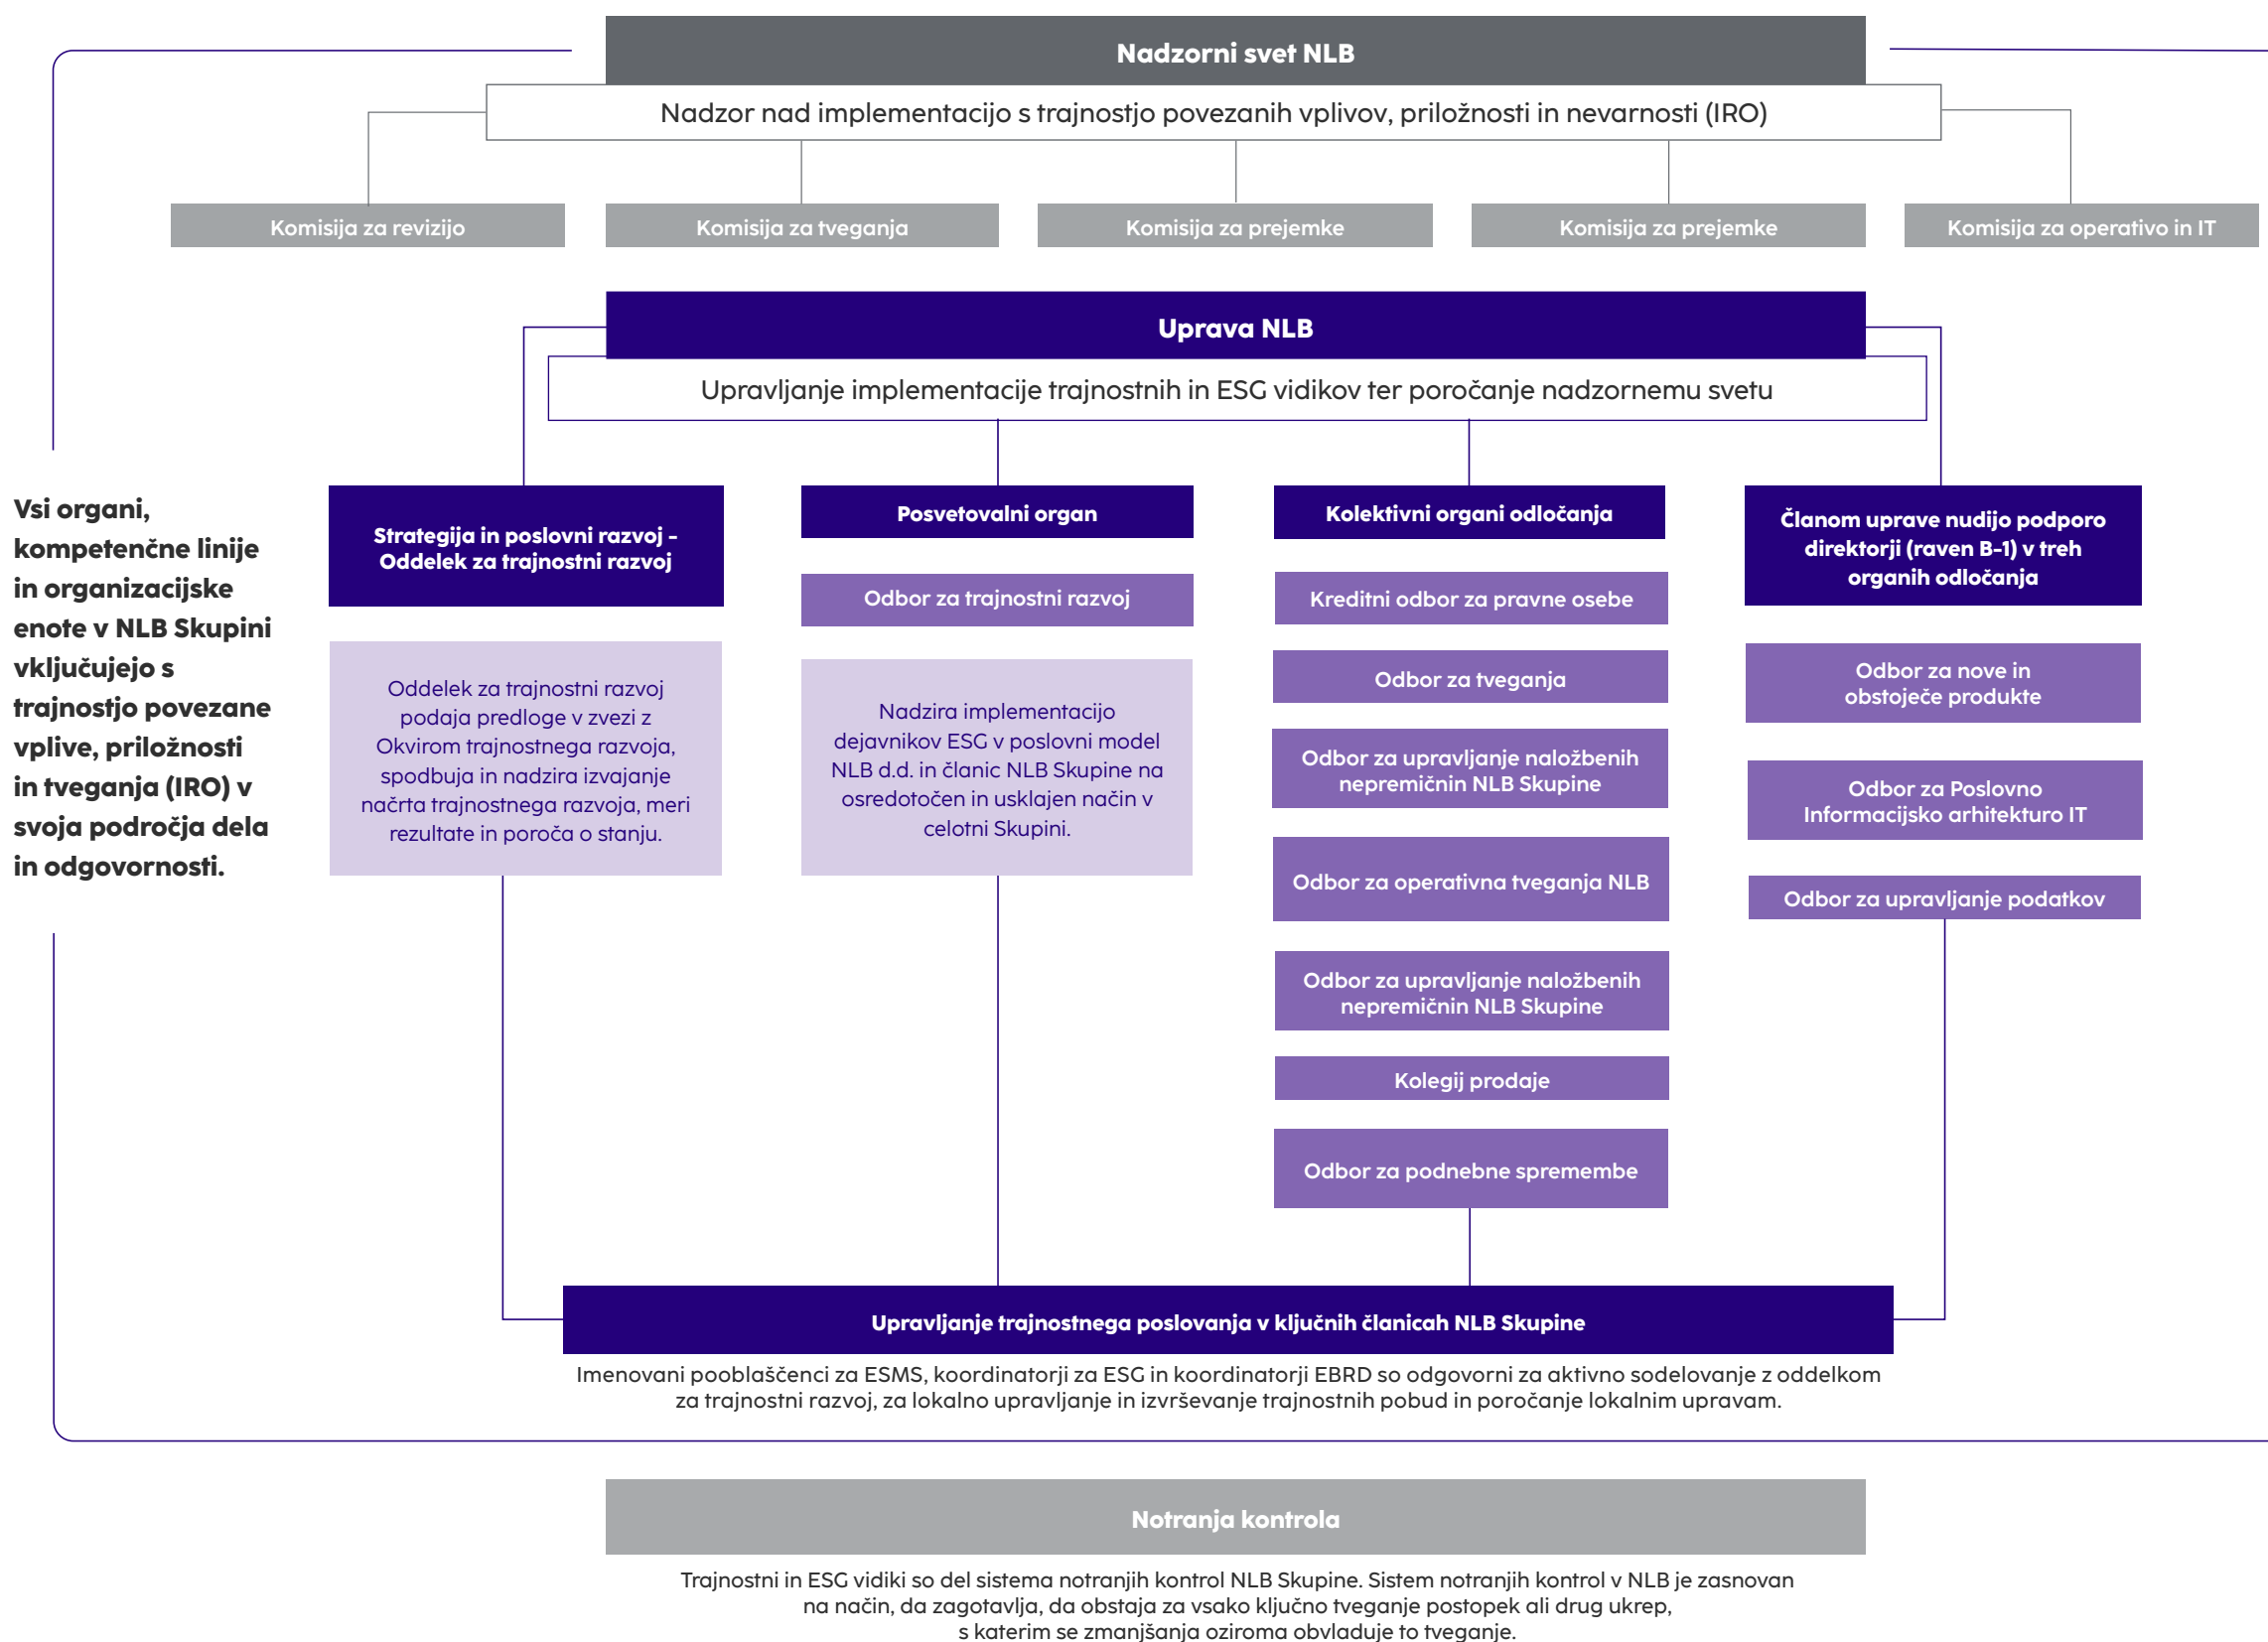 Nadzorni svet NLB
Nadzor nad implementacijo s trajnostjo povezanih vplivov, priložnosti in nevarnosti (IRO)
Komisija za revizijo
Komisija za tveganja
Komisija za prejemke
Komisija za prejemke
Komisija za operativo in IT
Uprava NLB
Upravljanje implementacije trajnostnih in ESG vidikov ter poročanje nadzornemu svetu
Vsi organi,
kompetenčne linije
in organizacijske
enote v NLB Skupini
vključujejo s
trajnostjo povezane
vplive, priložnosti
in tveganja (IRO) v
svoja področja dela
in odgovornosti.
Strategija in poslovni razvoj -
Oddelek za trajnostni razvoj
Oddelek za trajnostni razvoj
podaja predloge v zvezi z
Okvirom trajnostnega razvoja,
spodbuja in nadzira izvajanje
načrta trajnostnega razvoja, meri
rezultate in poroča o stanju.
Posvetovalni organ
Odbor za trajnostni razvoj
Nadzira implementacijo
dejavnikov ESG v poslovni model
NLB d.d. in članic NLB Skupine na
osredotočen in usklajen način v
celotni Skupini.
Kolektivni organi odločanja
Kreditni odbor za pravne osebe
Odbor za tveganja
Odbor za upravljanje naložbenih
nepremičnin NLB Skupine
Odbor za operativna tveganja NLB
Odbor za upravljanje naložbenih
nepremičnin NLB Skupine
Kolegij prodaje
Odbor za podnebne spremembe
Članom uprave nudijo podporo
direktorji (raven B-1) v treh
organih odločanja
Odbor za nove in
obstoječe produkte
Odbor za Poslovno
Informacijsko arhitekturo IT
Odbor za upravljanje podatkov
Upravljanje trajnostnega poslovanja v ključnih članicah NLB Skupine
Imenovani pooblaščenci za ESMS, koordinatorji za ESG in koordinatorji EBRD so odgovorni za aktivno sodelovanje z oddelkom
za trajnostni razvoj, za lokalno upravljanje in izvrševanje trajnostnih pobud in poročanje lokalnim upravam.
Notranja kontrola
Trajnostni in ESG vidiki so del sistema notranjih kontrol NLB Skupine. Sistem notranjih kontrol v NLB je zasnovan
na način, da zagotavlja, da obstaja za vsako ključno tveganje postopek ali drug ukrep,
s katerim se zmanjšanja oziroma obvladuje to tveganje.